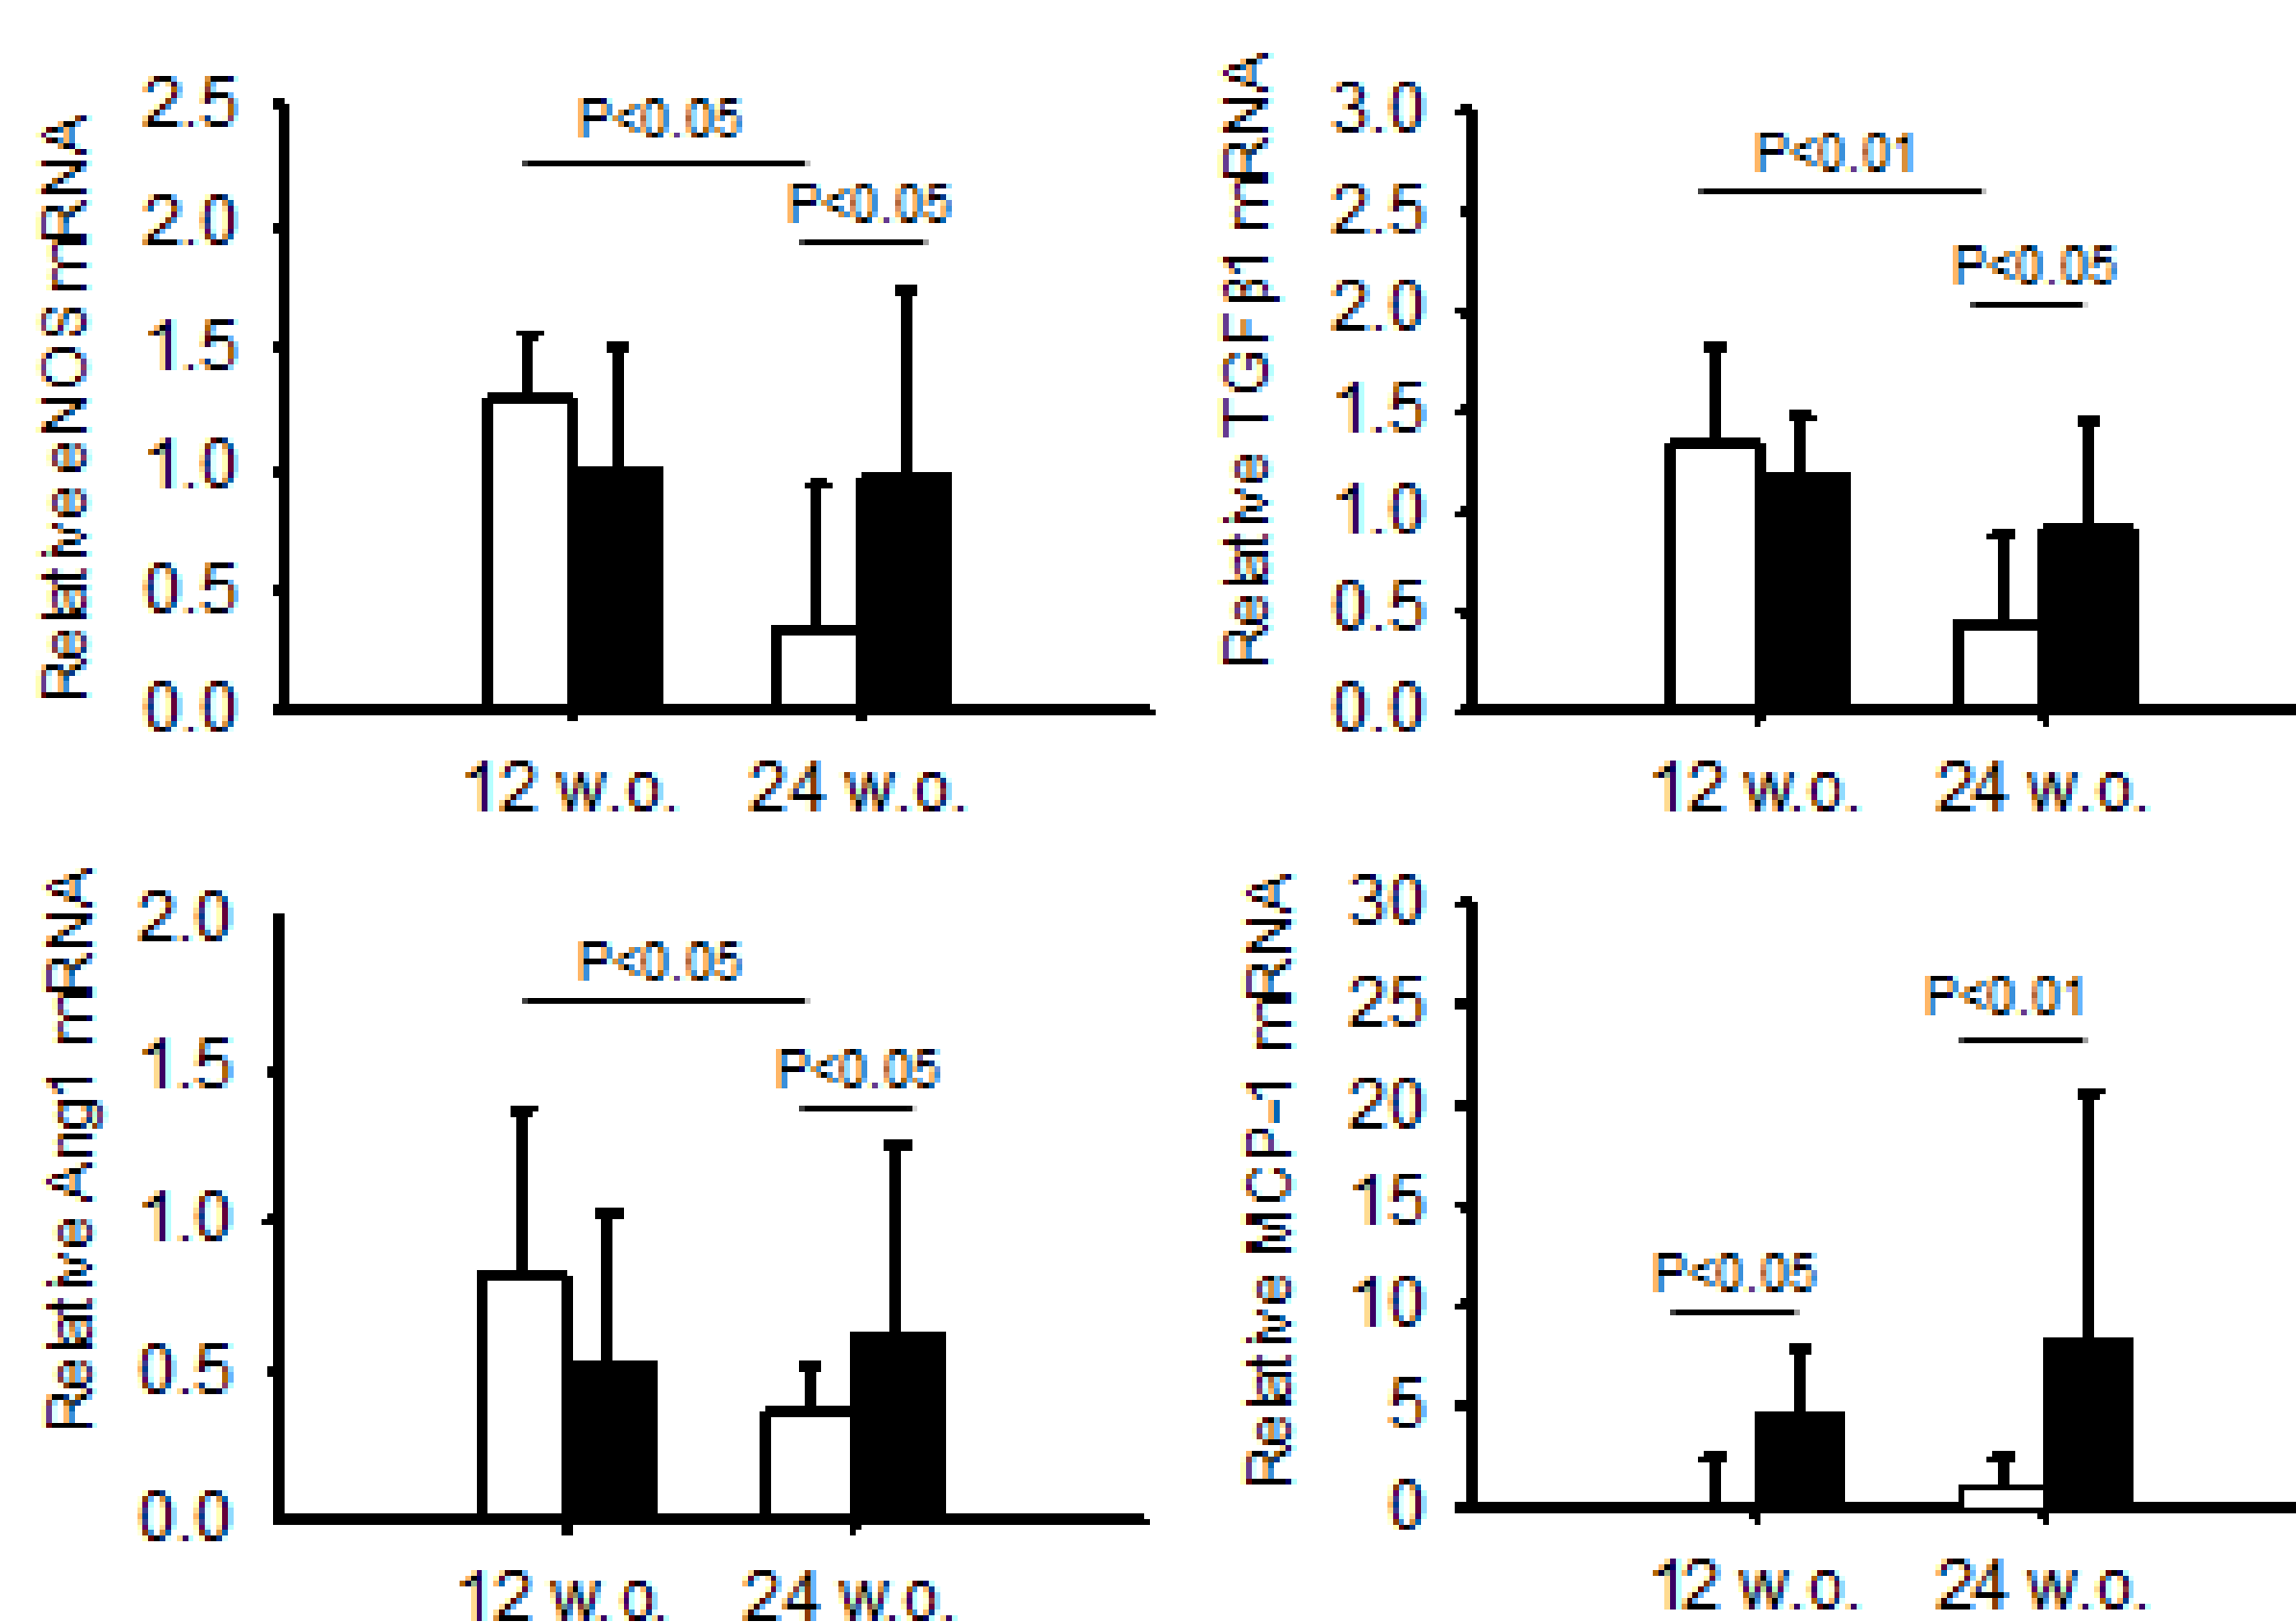 Relative eNOS mRNA
2.5
2.0
1.5
1.0
0.5
0.0
P<0.05
P<0.05
12 w.o. 24 w.o.
Relative TGFβ1 mRNA
3.0
2.5
2.0
1.5
1.0
0.5
0.0
P<0.01
P<0.05
12 w.o. 24 w.o.
Relative Ang1 mRNA
2.0
1.5
1.0
0.5
0.0
P<0.05
P<0.05
12 w.o. 24 w.o.
Relative MCP-1 mRNA
30
25
20
15
10
5
0
P<0.01
P<0.05
12 w.o. 24 w.o.